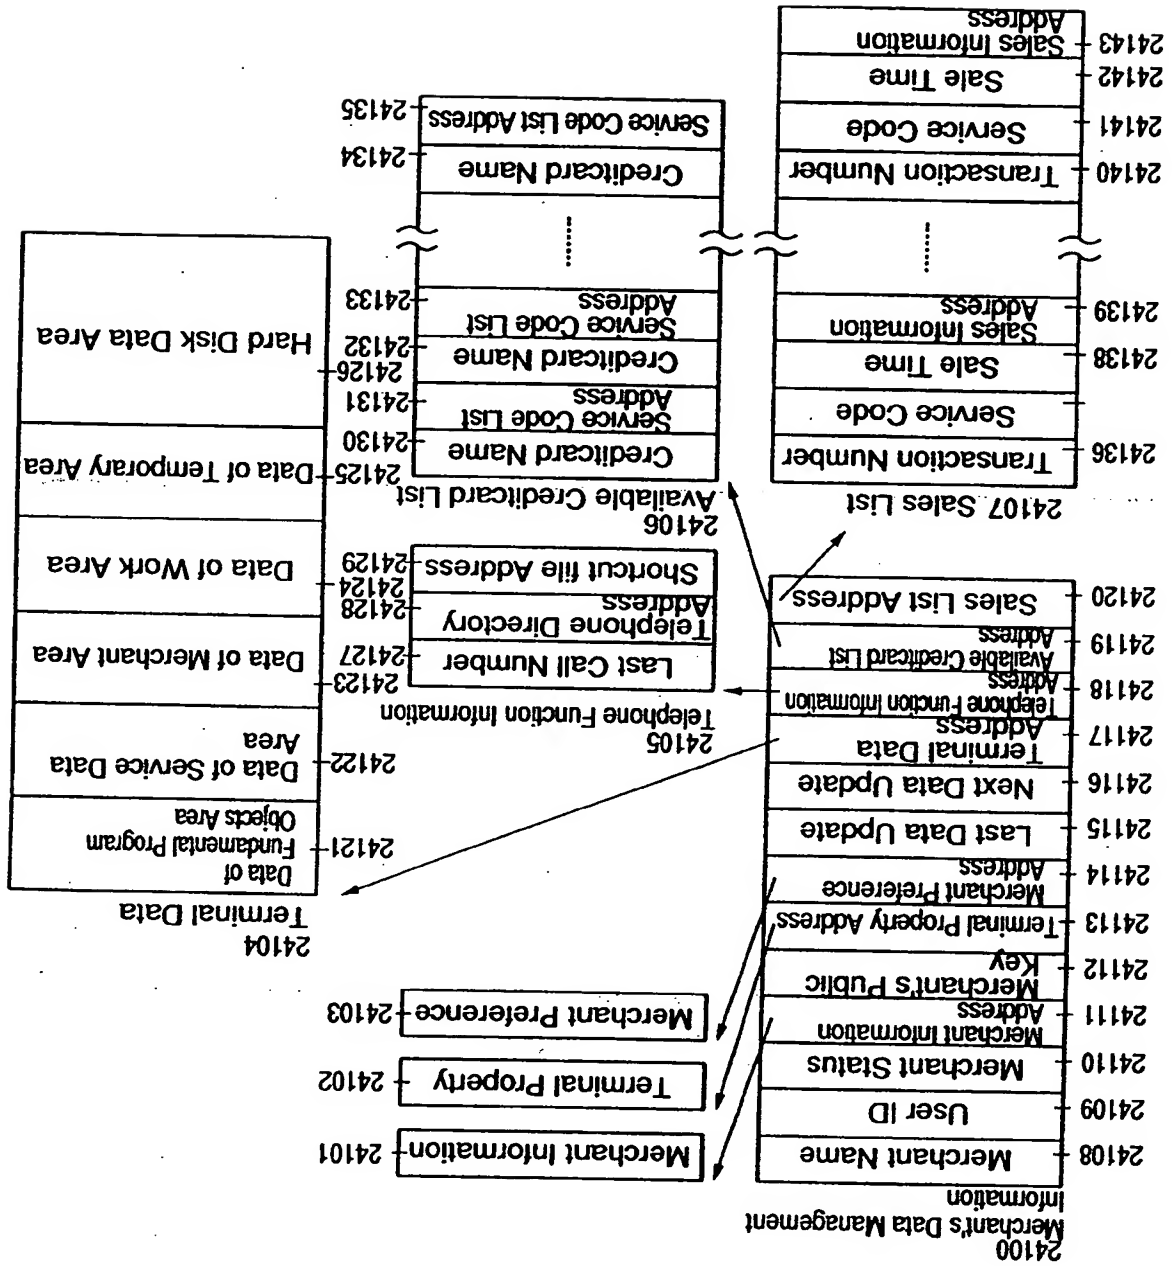 24100
Merchant's Data Management
Information
24108
Merchant Name
24109
User ID
24110
Merchant Status
24111
Merchant Information
Address
24112
Merchant's Public
Key
24113
Terminal Property Address
24114
Merchant Preference
Address
24115
Last Data Update
24116
Next Data Update
24117
Terminal Data
Address
24118
Telephone Function Information
Address
24119
Available Creditcard List
Address
24120
Sales List Address
Merchant Information
24101
Terminal Property
24102
Merchant Preference
24103
24104
Terminal Data
Data of
Fundamental Program
Objects Area
24121
Data of Service Data
Area
24122
24123
Data of Merchant Area
24124
Data of Work Area
24125
Data of Temporary Area
24126
Hard Disk Data Area
24105
Telephone Function Information
Last Call Number
24127
Telephone Directory
Address
24128
Shortcut file Address
24129
24106
Available Creditcard List
Creditcard Name
24130
Service Code List
Address
24131
Creditcard Name
24132
Service Code List
Address
24133
........
Creditcard Name
24134
Service Code List Address
24135
24107 Sales List
24136
Transaction Number
Service Code
24138
Sale Time
24139
Sales Information
Address
........
24140
Transaction Number
24141
Service Code
24142
Sale Time
24143
Sales Information
Address